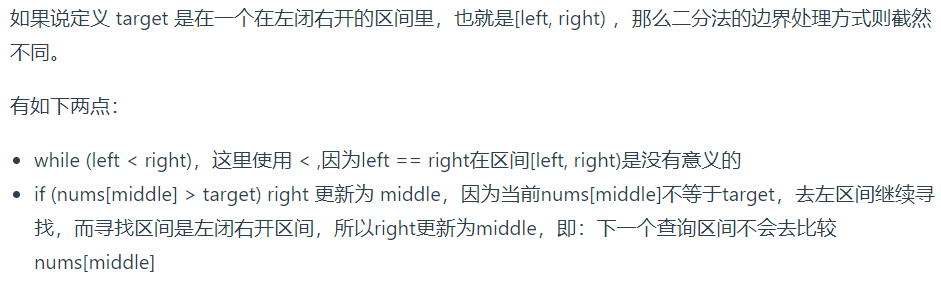 如果说定义 target 是在一个在左闭右开的区间里，也就是[left, right) ，那么二分法的边界处理方式则截然
不同。
有如下两点：
• while (left < right)，这里使用 < ,因为left == right在区间[left, right)是没有意义的
• if (nums[middle] > target) right 更新为 middle，因为当前nums[middle]不等于target，去左区间继续寻
找，而寻找区间是左闭右开区间，所以right更新为middle，即：下一个查询区间不会去比较
nums[middle]